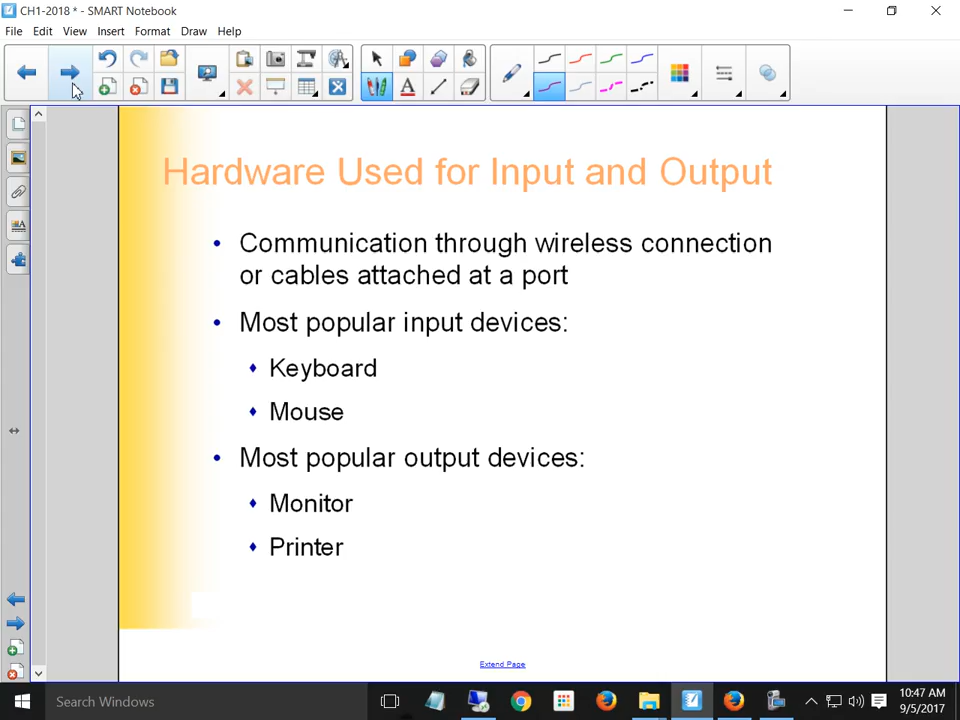 CH1-2018 * - SMART Notebook
File Edit View Insert Format Draw Help
Hardware Used for Input and Output
• Communication through wireless connection
or cables attached at a port
• Most popular input devices:
♦ Keyboard
♦ Mouse
• Most popular output devices:
♦ Monitor
♦ Printer
Extend Page
Search Windows
10:47 AM
9/5/2017